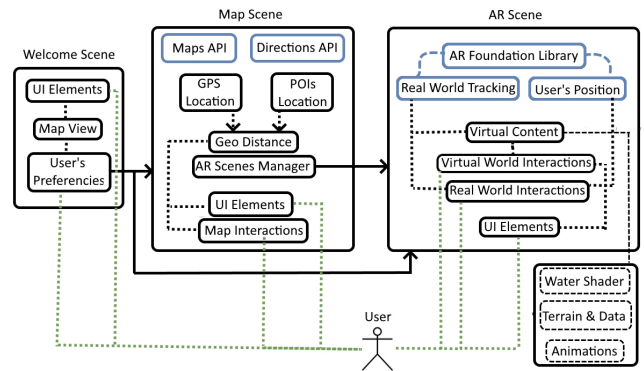 Map Scene
AR Scene
Welcome Scene
Maps API
Directions API
AR Foundation Library
UI Elements
GPS
Location
POIs
Location
Real World Tracking
User's Position
Map View
Geo Distance
Virtual Content
User's
Preferencies
AR Scenes Manager
Virtual World Interactions
Real World Interactions
UI Elements
Map Interactions
UI Elements
Water Shader
Terrain & Data
Animations
User